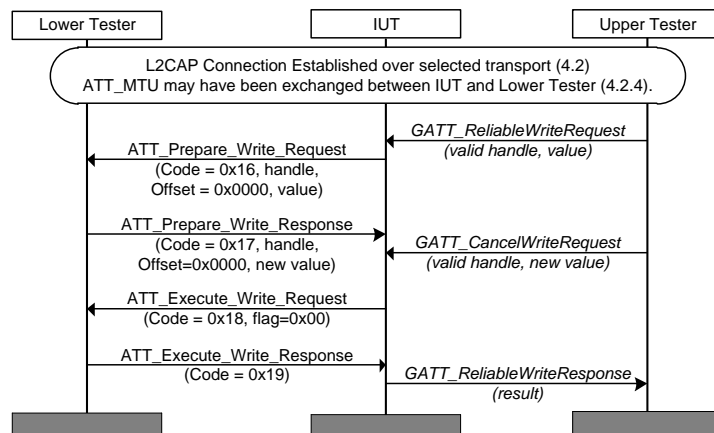 Lower Tester
IUT
Upper Tester
L2CAP Connection Established over selected transport (4.2)
ATT_MTU may have been exchanged between IUT and Lower Tester (4.2.4).
GATT_ReliableWriteRequest
(valid handle, value)
ATT_Prepare_Write_Request
(Code = 0x16, handle,
Offset = 0x0000, value)
ATT_Prepare_Write_Response
(Code = 0x17, handle,
Offset=0x0000, new value)
GATT_CancelWriteRequest
(valid handle, new value)
ATT_Execute_Write_Request
(Code = 0x18, flag=0x00)
ATT_Execute_Write_Response
(Code = 0x19)
GATT_ReliableWriteResponse
(result)